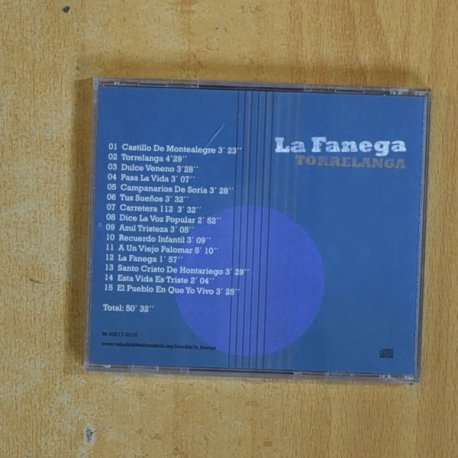 La Fanega
TORRELANGA
01 Castillo De Montoalegre 3´ 23´´
02 Torrelanga 4´29´´
03 Dulce Veneno 3´28´´
04 Pasa La Vida 3´ 07´´
05 Campanarios De Soria 3´ 28´´
06 Tus Sueños 3´ 32´´
07 Carretera 112 3´ 32´´
08 Dice La Voz Popular 2´ 52´´
09 Azul Tristeza 3´ 05´´
10 Recuerdo Infantil 3´ 09´´
11 A Un Viejo Palomar 5´ 10´´
12 La Fanega 1´ 57´´
13 Santo Cristo De Hontariego 3´ 29´´
14 Esta Vida Es Triste 2´ 04´´
15 El Pueblo En Que Yo Vivo 3´ 25´´
Total: 50´ 32´´